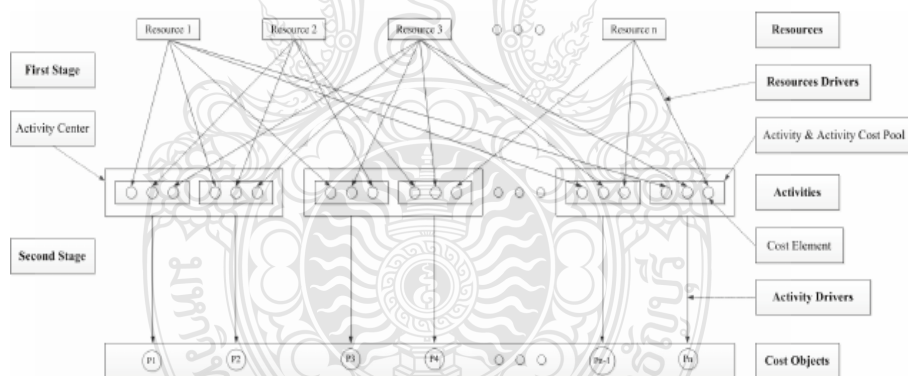 Resource 1
Resource 2
Resource 3
Resource n
Resources
First Stage
Resources Drivers
Activity Center
Activity & Activity Cost Pool
Activities
Cost Element
Second Stage
Activity Drivers
P1
P2
P3
P4
Pn-1
Pn
Cost Objects